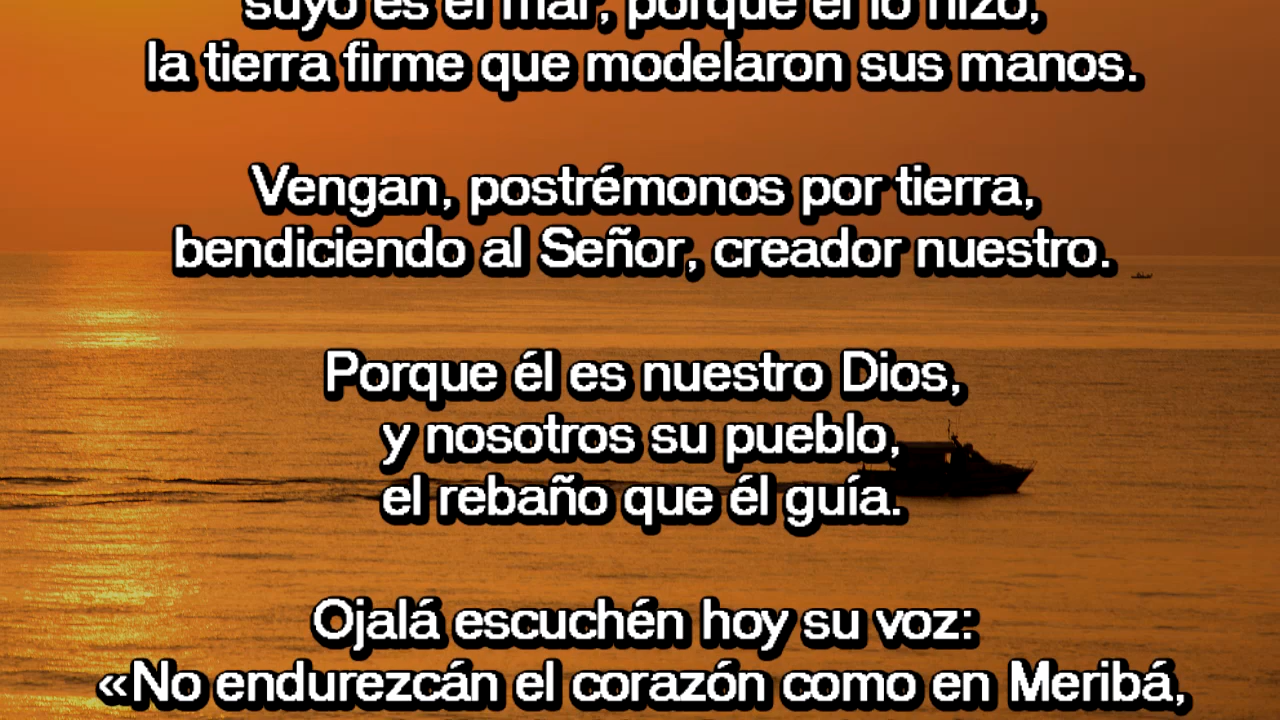 suyo es el mar, porque él lo hizo,
la tierra firme que modelaron sus manos.
Vengan, postrémonos por tierra,
bendiciendo al Señor, creador nuestro.
Porque él es nuestro Dios,
y nosotros su pueblo,
el rebaño que él guía.
Ojalá escuchén hoy su voz:
«No endurezcán el corazón como en Meribá,